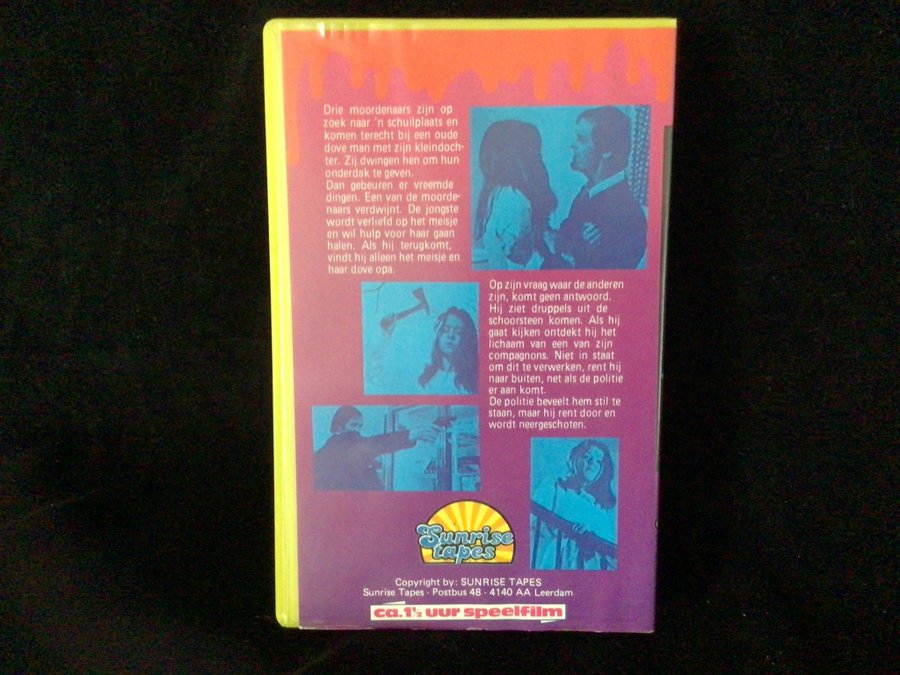 Drie moordenaars zijn op
zoek naar 'n schuilplaats en
komen terecht bij een oude
dove man met zijn kleindoch-
ter. Zij dwingen hen om hun
onderdak te geven.
Dan gebeuren er vreemde
dingen. Een van de moorde-
naars verdwijnt. De jongste
wordt verliefd op het meisje
en wil hulp voor haar gaan
halen. Als hij terugkomt,
vindt hij alleen het meisje en
haar dove opa.
Op zijn vraag waar de anderen
zijn, komt geen antwoord.
Hij ziet druppels uit de
schoorsteen komen. Als hij
gaat kijken ontdekt hij het
lichaam van een van zijn
compagnons. Niet in staat
om dit te verwerken, rent hij
naar buiten, net als de politie
er aan komt.
De politie beveelt hem stil te
staan, maar hij rent door en
wordt neergeschoten.
Sunrise
tapes
Copyright by: SUNRISE TAPES
Sunrise Tapes - Postbus 48 - 4140 AA Leerdam
ca. 1½ uur speelfilm